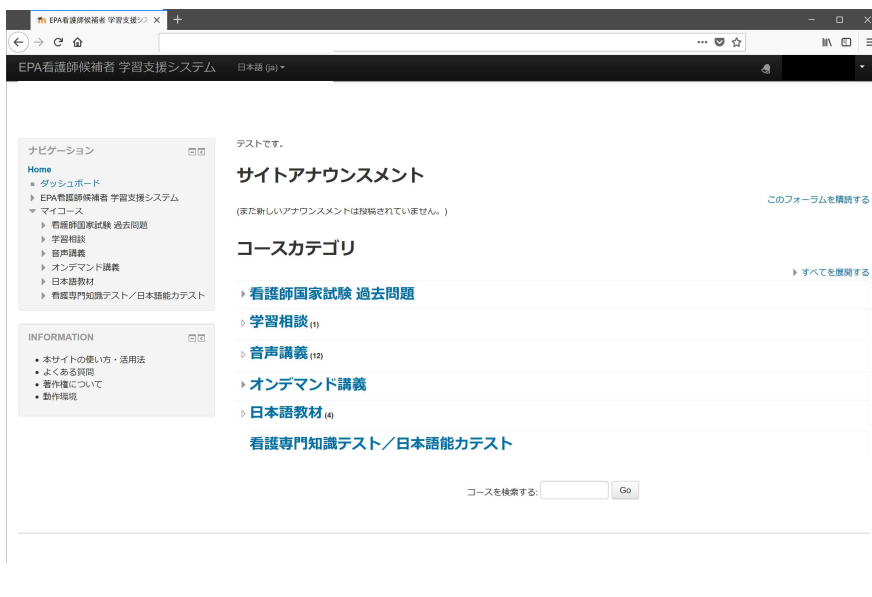 EPA看護師候補者 学習支援シス
EPA看護師候補者 学習支援システム
日本語 (ja)
ナビゲーション
Home
ダッシュボード
EPA看護師候補者 学習支援システム
マイコース
看護師国家試験 過去問題
学習相談
音声講義
オンデマンド講義
日本語教材
看護専門知識テスト／日本語能力テスト
INFORMATION
本サイトの使い方・活用法
よくある質問
著作権について
動作環境
テストです。
サイトアナウンスメント
このフォーラムを購読する
(まだ新しいアナウンスメントは投稿されていません。)
コースカテゴリ
すべてを展開する
看護師国家試験 過去問題
学習相談 (1)
音声講義 (12)
オンデマンド講義
日本語教材 (4)
看護専門知識テスト／日本語能力テスト
コースを検索する:
Go